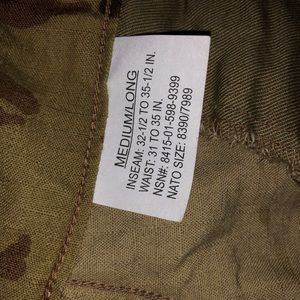 MEDIUM/LONG
INSEAM: 32-1/2 TO 35-1/2 IN.
WAIST: 31 TO 35 IN.
NSN#: 8415-01-598-9399
NATO SIZE: 8390/7989